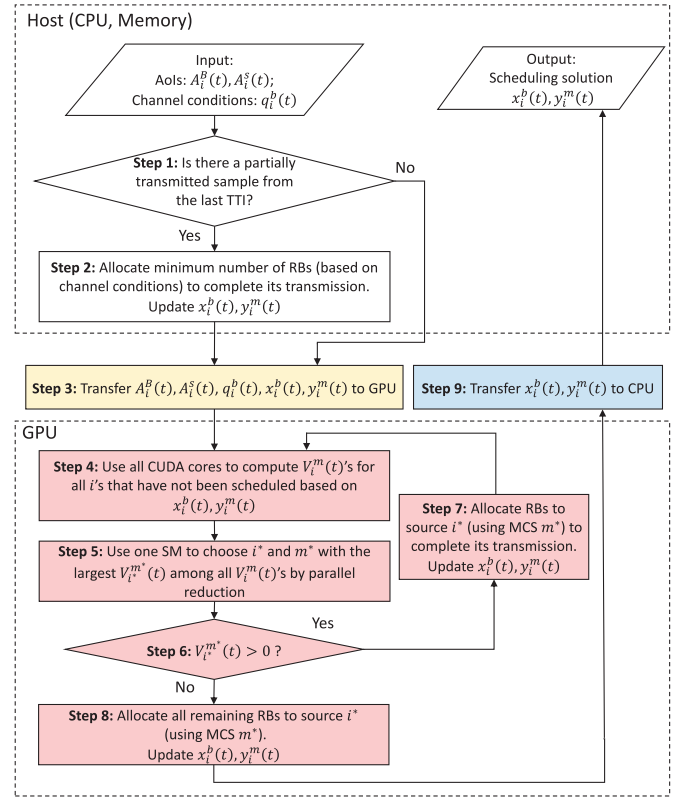 Host (CPU, Memory)
Input:
AoIs: $A_i^B(t), A_i^s(t)$;
Channel conditions: $q_i^b(t)$
Output:
Scheduling solution
$x_i^b(t), y_i^m(t)$
Step 1: Is there a partially
transmitted sample from
the last TTI?
No
Yes
Step 2: Allocate minimum number of RBs (based on
channel conditions) to complete its transmission.
Update $x_i^b(t), y_i^m(t)$
Step 3: Transfer $A_i^B(t), A_i^s(t), q_i^b(t), x_i^b(t), y_i^m(t)$ to GPU
Step 9: Transfer $x_i^b(t), y_i^m(t)$ to CPU
GPU
Step 4: Use all CUDA cores to compute $V_i^m(t)$'s for
all $i$'s that have not been scheduled based on
$x_i^b(t), y_i^m(t)$
Step 7: Allocate RBs to
source $i^*$ (using MCS $m^*$) to
complete its transmission.
Update $x_i^b(t), y_i^m(t)$
Step 5: Use one SM to choose $i^*$ and $m^*$ with the
largest $V_{i^*}^{m^*}(t)$ among all $V_i^m(t)$'s by parallel
reduction
Step 6: $V_{i^*}^{m^*}(t) > 0$ ?
Yes
No
Step 8: Allocate all remaining RBs to source $i^*$
(using MCS $m^*$).
Update $x_i^b(t), y_i^m(t)$